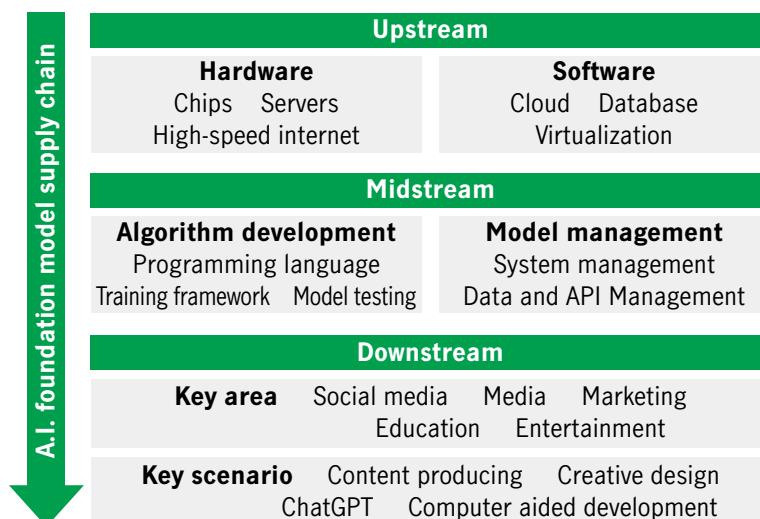 A.I. foundation model supply chain
Upstream
Hardware
Chips Servers
High-speed internet
Software
Cloud Database
Virtualization
Midstream
Algorithm development
Programming language
Training framework Model testing
Model management
System management
Data and API Management
Downstream
Key area Social media Media Marketing
Education Entertainment
Key scenario Content producing Creative design
ChatGPT Computer aided development